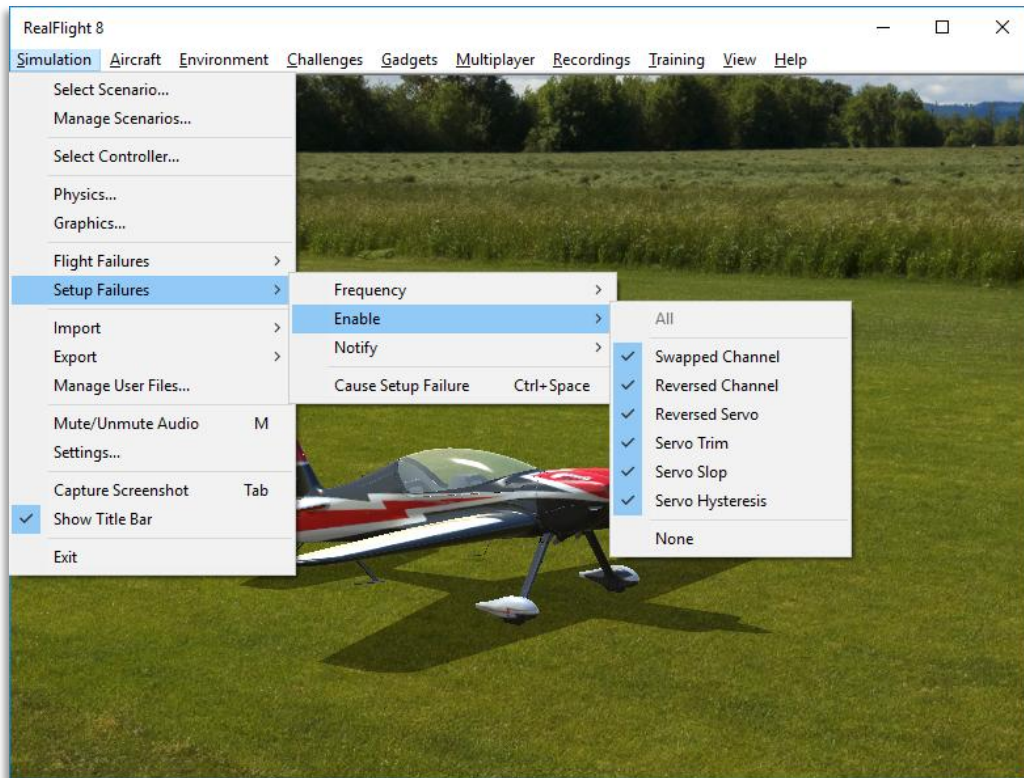 RealFlight 8
Simulation Aircraft Environment Challenges Gadgets Multiplayer Recordings Training View Help
Select Scenario...
Manage Scenarios...
Select Controller...
Physics...
Graphics...
Flight Failures
Setup Failures
Import
Export
Manage User Files...
Mute/Unmute Audio M
Settings...
Capture Screenshot Tab
Show Title Bar
Exit
Frequency
Enable
Notify
Cause Setup Failure Ctrl+Space
All
Swapped Channel
Reversed Channel
Reversed Servo
Servo Trim
Servo Slop
Servo Hysteresis
None